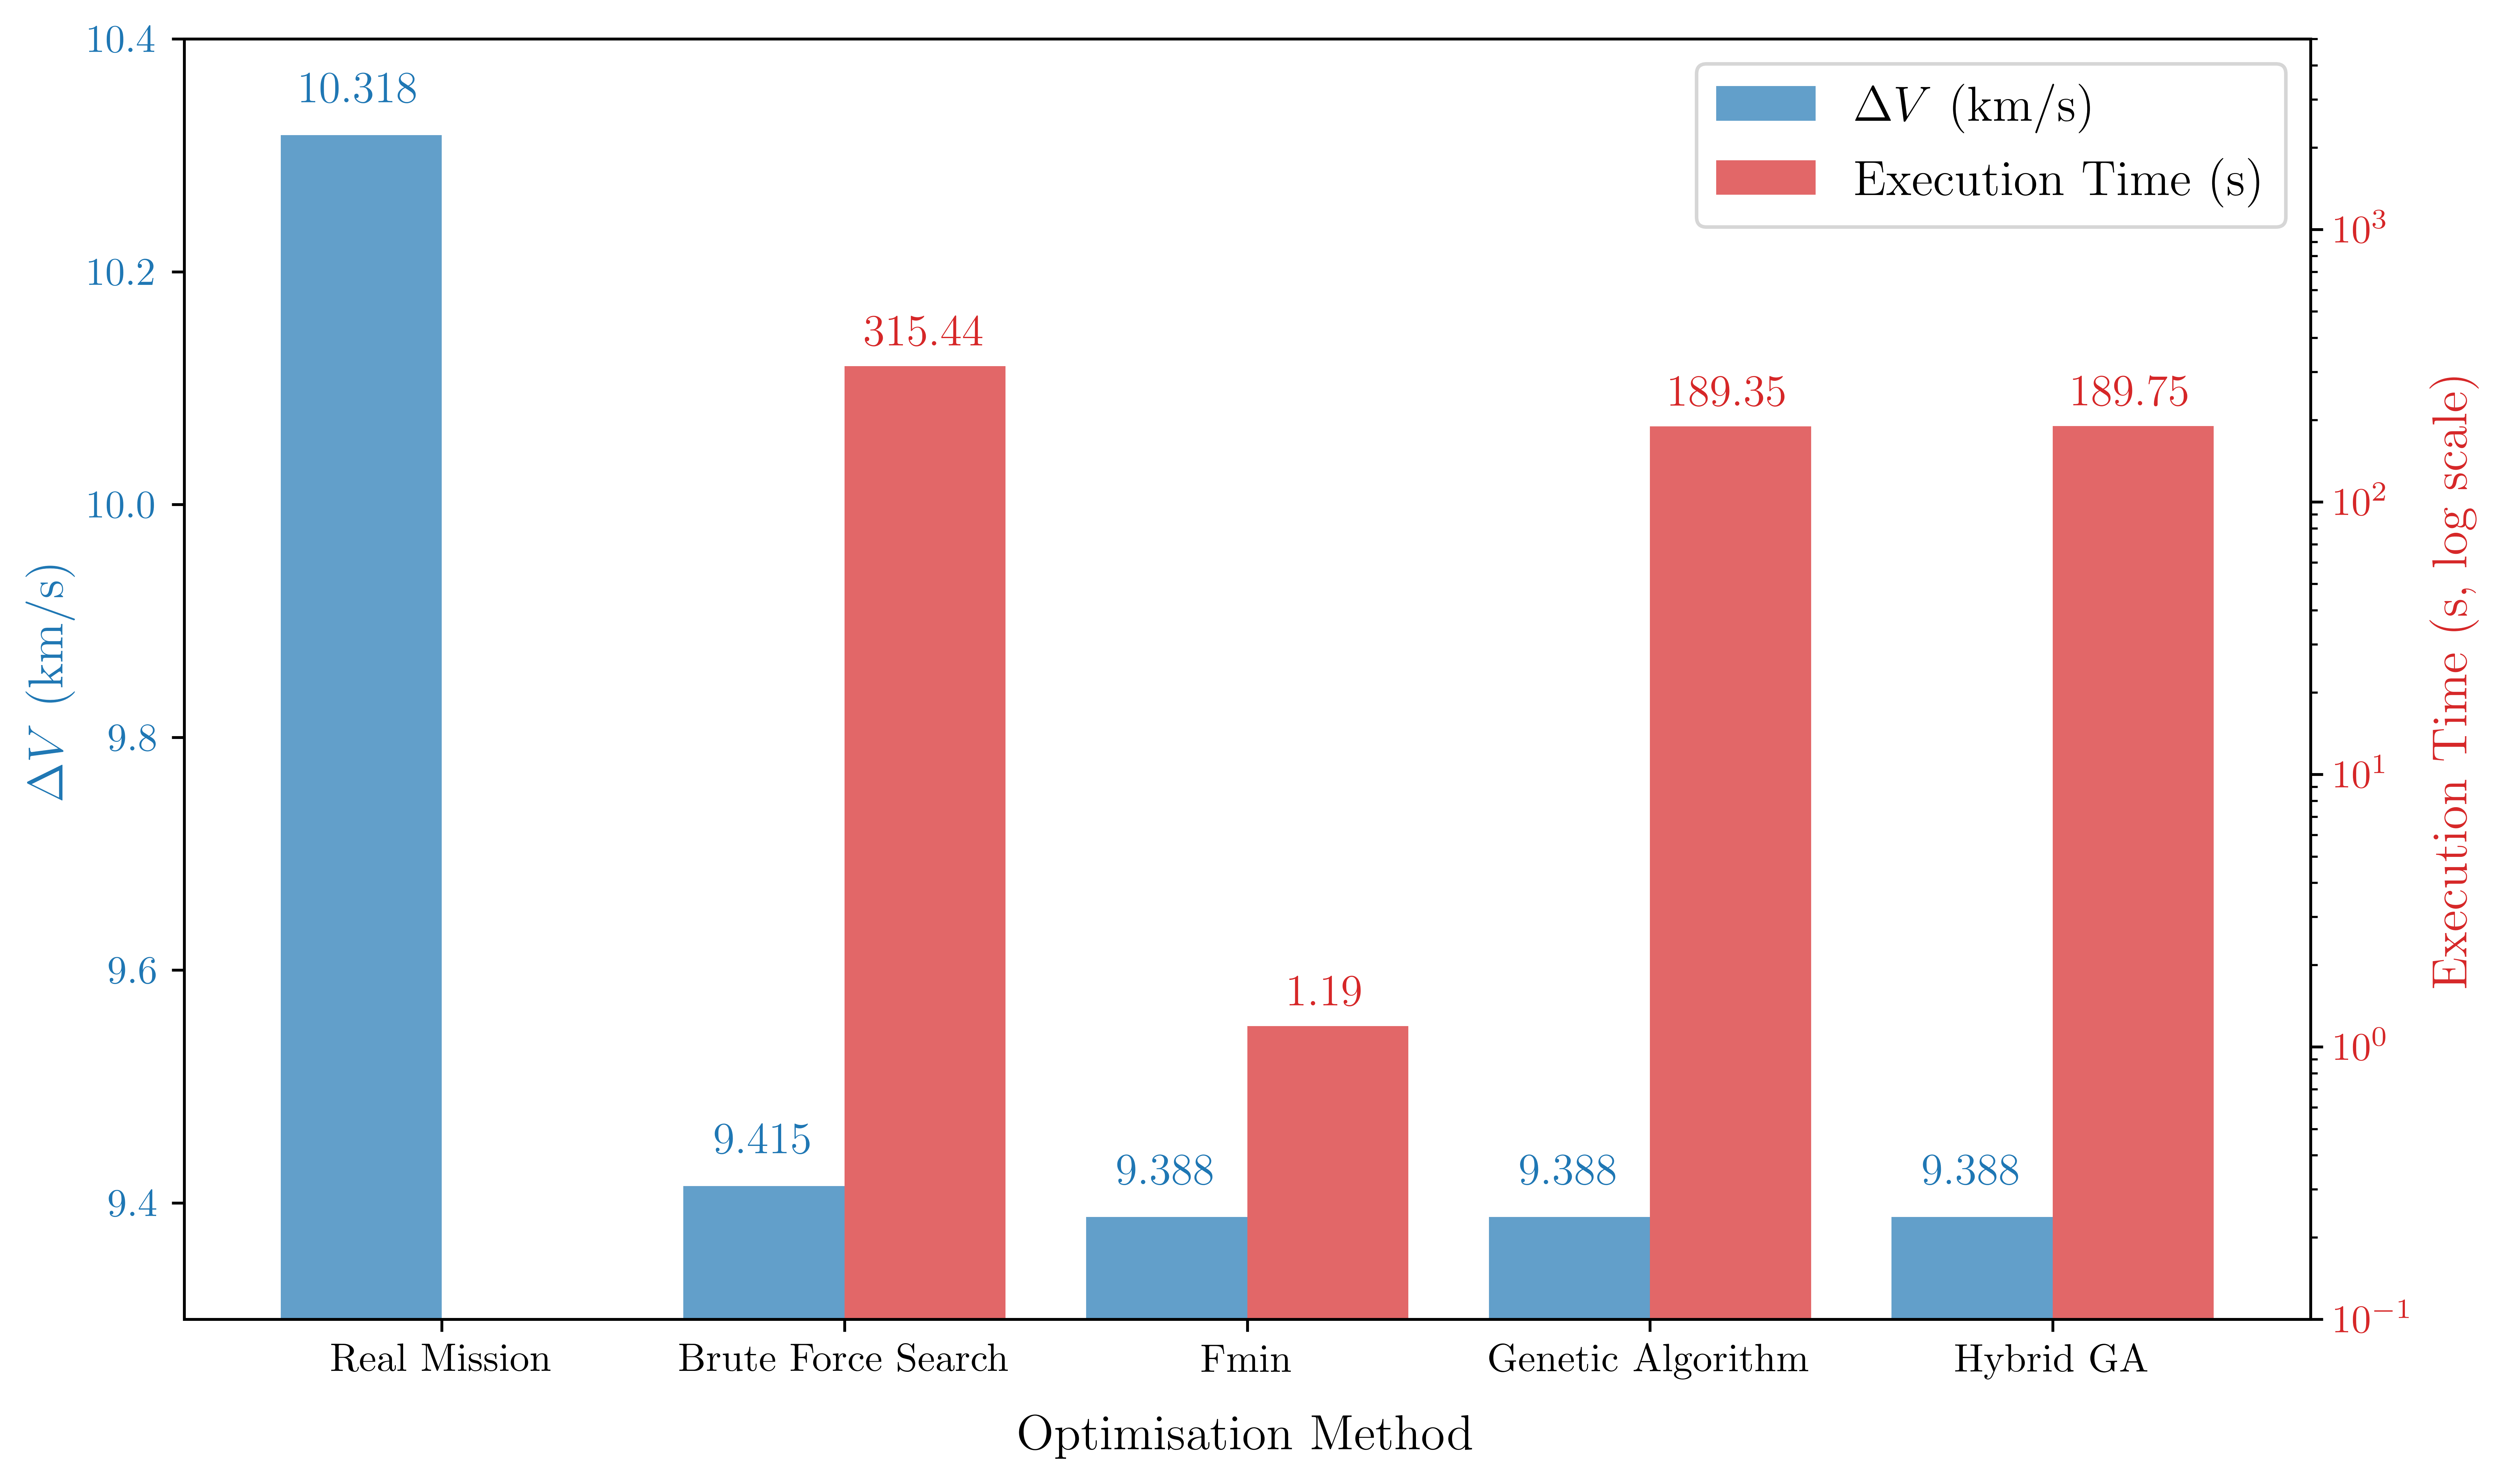 ΔV (km/s)
Execution Time (s)
10.4
10.2
10.0
9.8
9.6
9.4
ΔV (km/s)
10.318
9.415
315.44
9.388
1.19
9.388
189.35
9.388
189.75
10³
10²
10¹
10⁰
10⁻¹
Execution Time (s, log scale)
Real Mission
Brute Force Search
Fmin
Genetic Algorithm
Hybrid GA
Optimisation Method